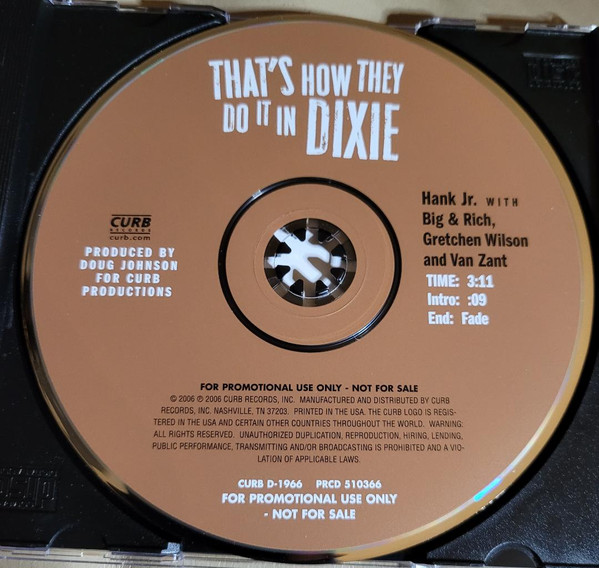 THAT'S HOW THEY
DO IT IN DIXIE
CURB
RECORDS
curb.com
PRODUCED BY
DOUG JOHNSON
FOR CURB
PRODUCTIONS
Hank Jr. WITH
Big & Rich,
Gretchen Wilson
and Van Zant
TIME: 3:11
Intro: :09
End: Fade
FOR PROMOTIONAL USE ONLY - NOT FOR SALE
© 2006 ℗ 2006 CURB RECORDS, INC. MANUFACTURED AND DISTRIBUTED BY CURB
RECORDS, INC. NASHVILLE, TN 37203. PRINTED IN THE USA. THE CURB LOGO IS REGIS-
TERED IN THE USA AND CERTAIN OTHER COUNTRIES THROUGHOUT THE WORLD. WARNING:
ALL RIGHTS RESERVED. UNAUTHORIZED DUPLICATION, REPRODUCTION, HIRING, LENDING,
PUBLIC PERFORMANCE, TRANSMITTING AND/OR BROADCASTING IS PROHIBITED AND A VIO-
LATION OF APPLICABLE LAWS.
CURB D-1966 PRCD 510366
FOR PROMOTIONAL USE ONLY
- NOT FOR SALE